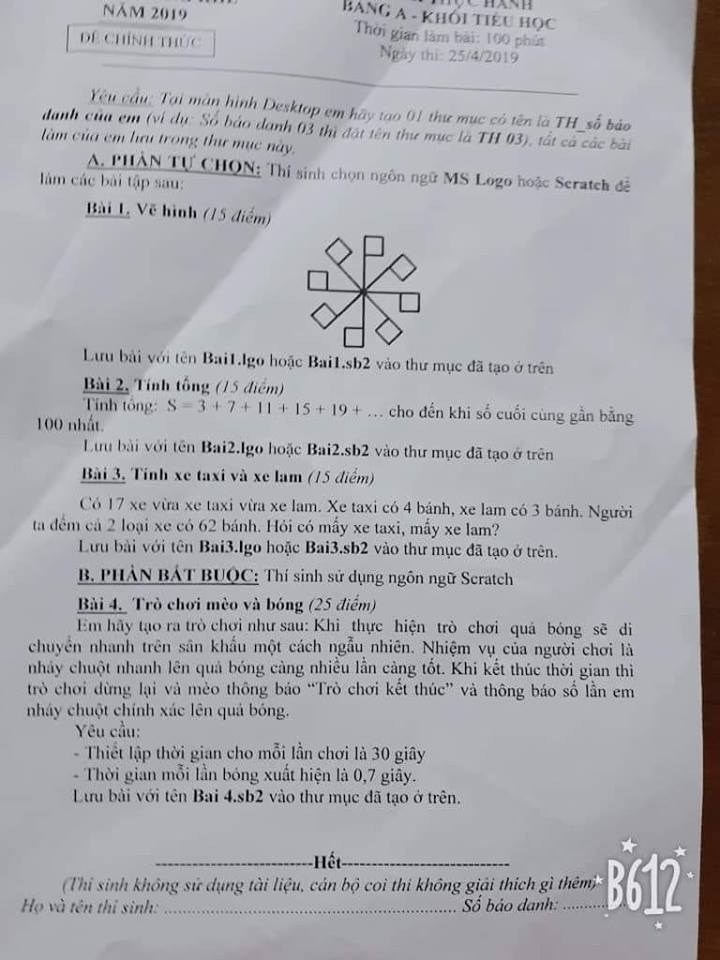 NĂM 2019
BẢNG A - KHỐI TIỂU HỌC
ĐỀ CHÍNH THỨC
Thời gian làm bài: 100 phút
Ngày thi: 25/4/2019
Yêu cầu: Tại màn hình Desktop em hãy tạo 01 thư mục có tên là TH_số báo
danh của em (ví dụ: Số báo danh 03 thì đặt tên thư mục là TH 03), tất cả các bài
làm của em lưu trong thư mục này.
A. PHẦN TỰ CHỌN: Thí sinh chọn ngôn ngữ MS Logo hoặc Scratch để
làm các bài tập sau:
Bài 1. Vẽ hình (15 điểm)
Lưu bài với tên Bai1.lgo hoặc Bai1.sb2 vào thư mục đã tạo ở trên
Bài 2. Tính tổng (15 điểm)
Tính tổng: S = 3 + 7 + 11 + 15 + 19 + ... cho đến khi số cuối cùng gần bằng
100 nhất.
Lưu bài với tên Bai2.lgo hoặc Bai2.sb2 vào thư mục đã tạo ở trên
Bài 3. Tính xe taxi và xe lam (15 điểm)
Có 17 xe vừa xe taxi vừa xe lam. Xe taxi có 4 bánh, xe lam có 3 bánh. Người
ta đếm cả 2 loại xe có 62 bánh. Hỏi có mấy xe taxi, mấy xe lam?
Lưu bài với tên Bai3.lgo hoặc Bai3.sb2 vào thư mục đã tạo ở trên.
B. PHẦN BẮT BUỘC: Thí sinh sử dụng ngôn ngữ Scratch
Bài 4. Trò chơi mèo và bóng (25 điểm)
Em hãy tạo ra trò chơi như sau: Khi thực hiện trò chơi quả bóng sẽ di
chuyển nhanh trên sân khấu một cách ngẫu nhiên. Nhiệm vụ của người chơi là
nháy chuột nhanh lên quả bóng càng nhiều lần càng tốt. Khi kết thúc thời gian thì
trò chơi dừng lại và mèo thông báo “Trò chơi kết thúc” và thông báo số lần em
nháy chuột chính xác lên quả bóng.
Yêu cầu:
- Thiết lập thời gian cho mỗi lần chơi là 30 giây
- Thời gian mỗi lần bóng xuất hiện là 0,7 giây.
Lưu bài với tên Bai 4.sb2 vào thư mục đã tạo ở trên.
---Hết---
(Thí sinh không sử dụng tài liệu, cán bộ coi thi không giải thích gì thêm)
Họ và tên thí sinh: ........ Số báo danh: ........
B612